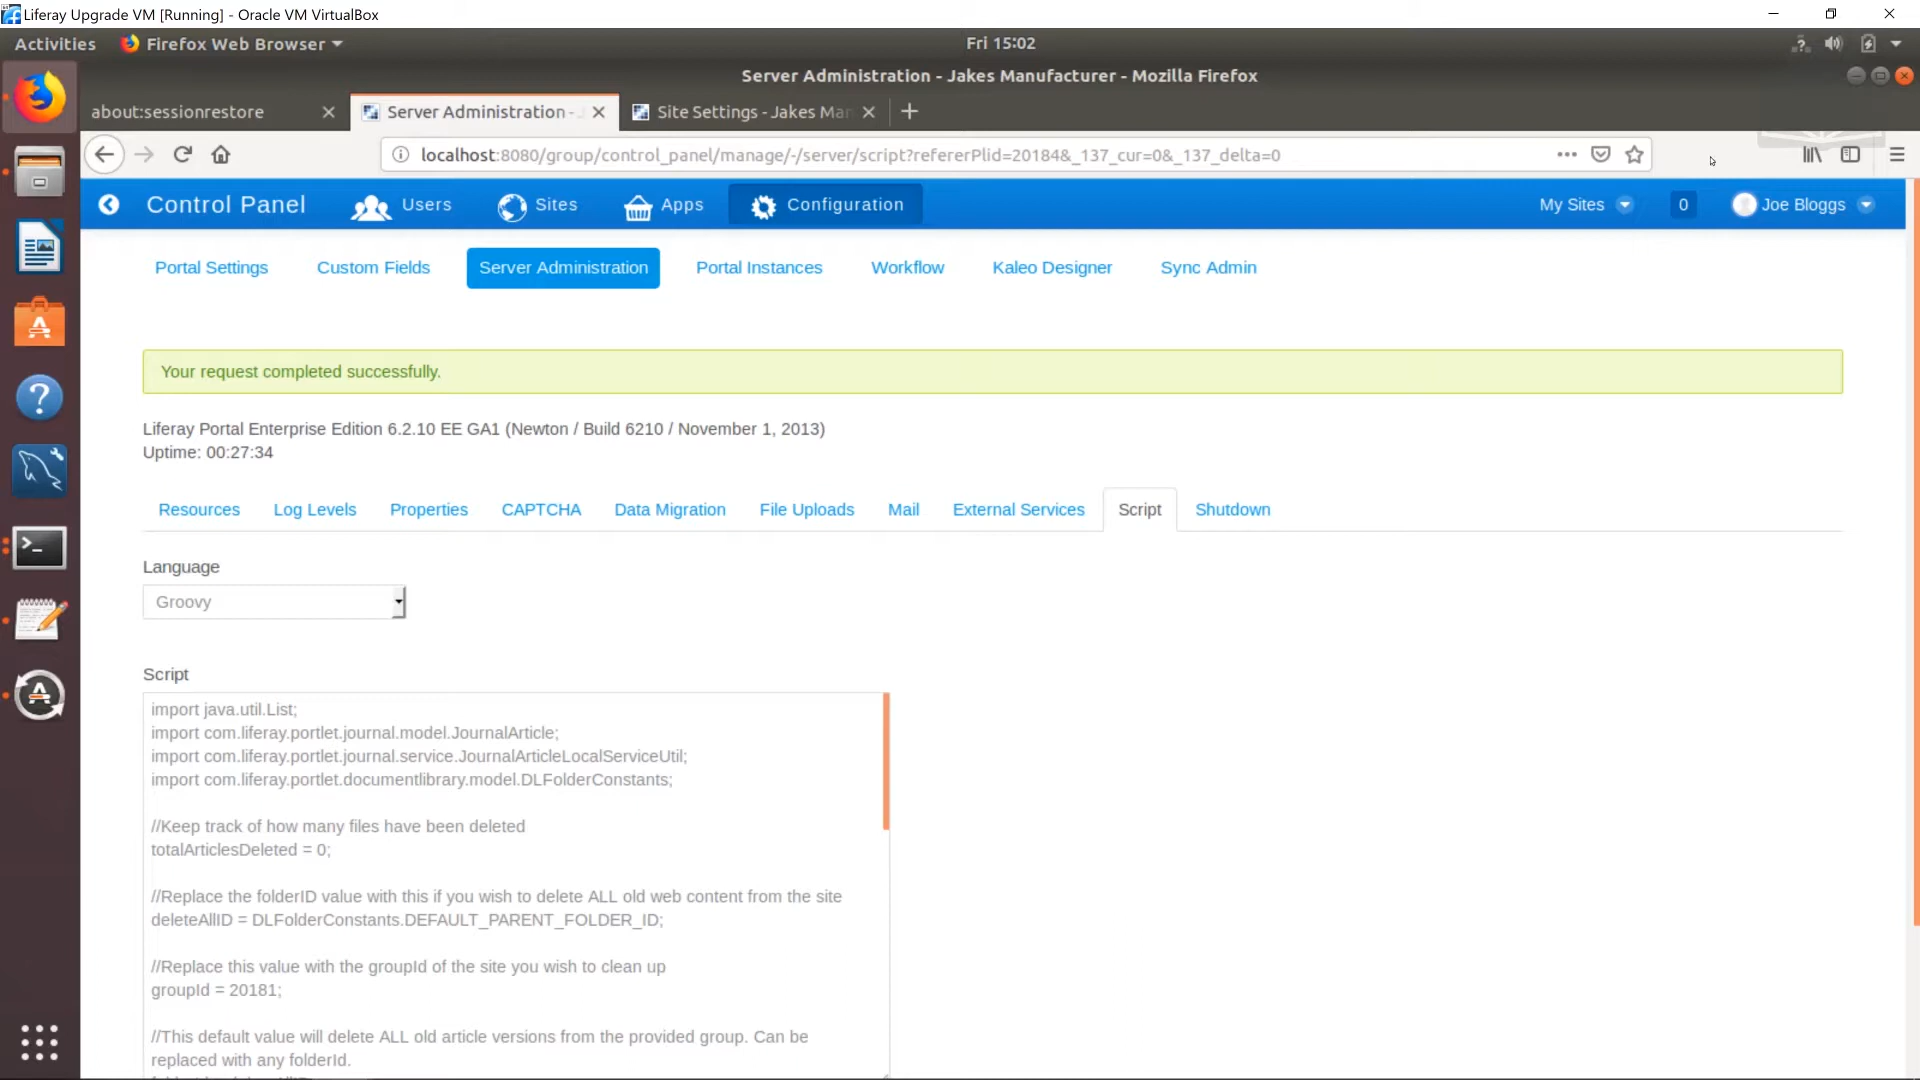 Liferay Upgrade VM [Running] - Oracle VM VirtualBox
Activities Firefox Web Browser Fri 15:02
Server Administration - Jakes Manufacturer - Mozilla Firefox
about:sessionrestore Server Administration - Site Settings - Jakes Man
localhost:8080/group/control_panel/manage/-/server/script?refererPlid=20184&_137_cur=0&_137_delta=0
Control Panel Users Sites Apps Configuration My Sites 0 Joe Bloggs
Portal Settings Custom Fields Server Administration Portal Instances Workflow Kaleo Designer Sync Admin
Your request completed successfully.
Liferay Portal Enterprise Edition 6.2.10 EE GA1 (Newton / Build 6210 / November 1, 2013)
Uptime: 00:27:34
Resources Log Levels Properties CAPTCHA Data Migration File Uploads Mail External Services Script Shutdown
Language
Groovy
Script
import java.util.List;
import com.liferay.portlet.journal.model.JournalArticle;
import com.liferay.portlet.journal.service.JournalArticleLocalServiceUtil;
import com.liferay.portlet.documentlibrary.model.DLFolderConstants;
//Keep track of how many files have been deleted
totalArticlesDeleted = 0;
//Replace the folderID value with this if you wish to delete ALL old web content from the site
deleteAllID = DLFolderConstants.DEFAULT_PARENT_FOLDER_ID;
//Replace this value with the groupId of the site you wish to clean up
groupId = 20181;
//This default value will delete ALL old article versions from the provided group. Can be
replaced with any folderId.